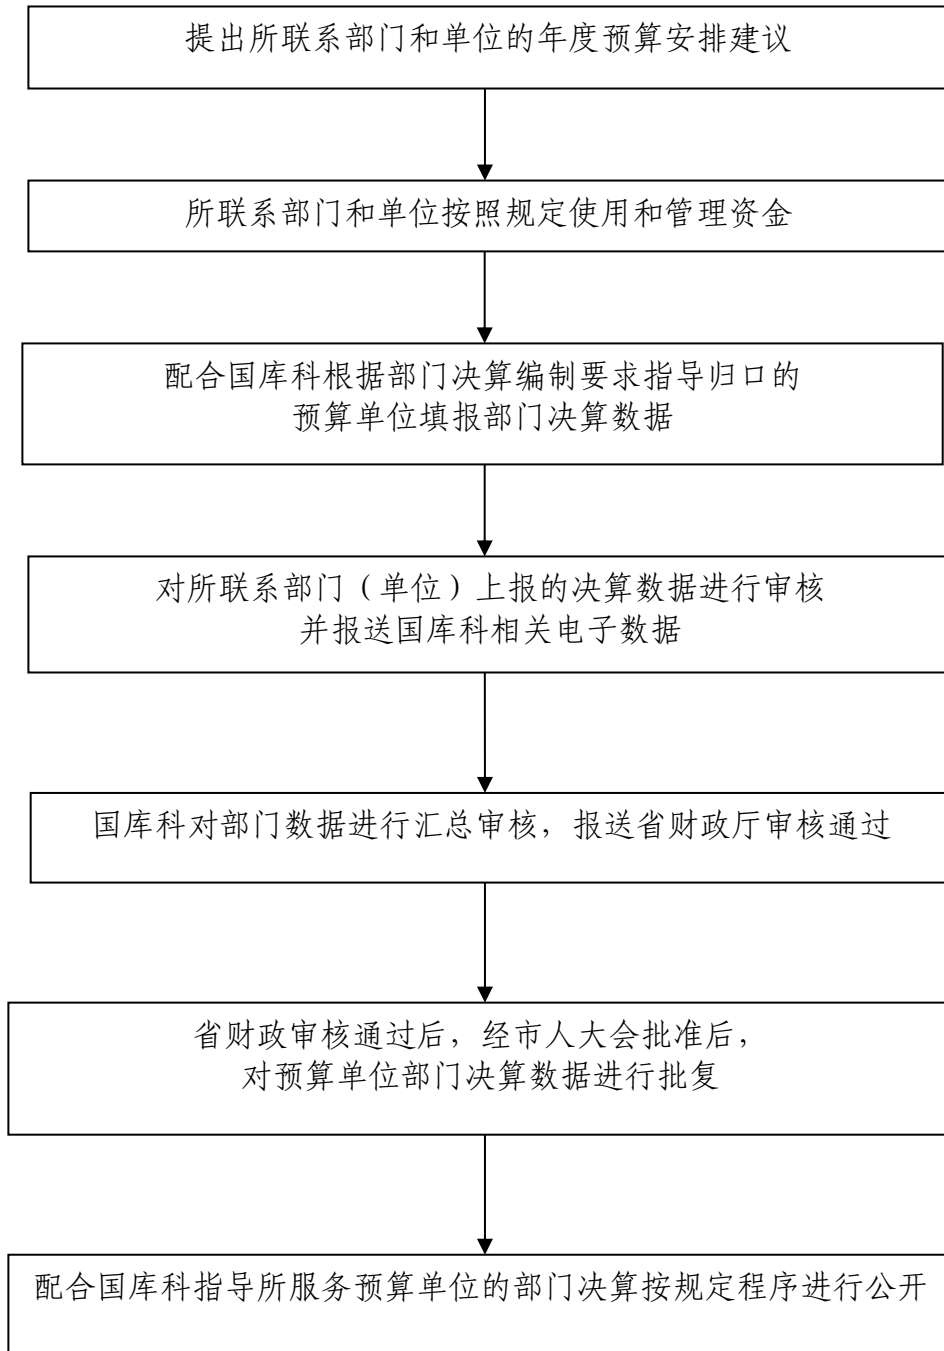 提出所联系部门和单位的年度预算安排建议
所联系部门和单位按照规定使用和管理资金
配合国库科根据部门决算编制要求指导归口的
预算单位填报部门决算数据
对所联系部门（单位）上报的决算数据进行审核
并报送国库科相关电子数据
国库科对部门数据进行汇总审核，报送省财政厅审核通过
省财政审核通过后，经市人大会批准后，
对预算单位部门决算数据进行批复
配合国库科指导所服务预算单位的部门决算按规定程序进行公开